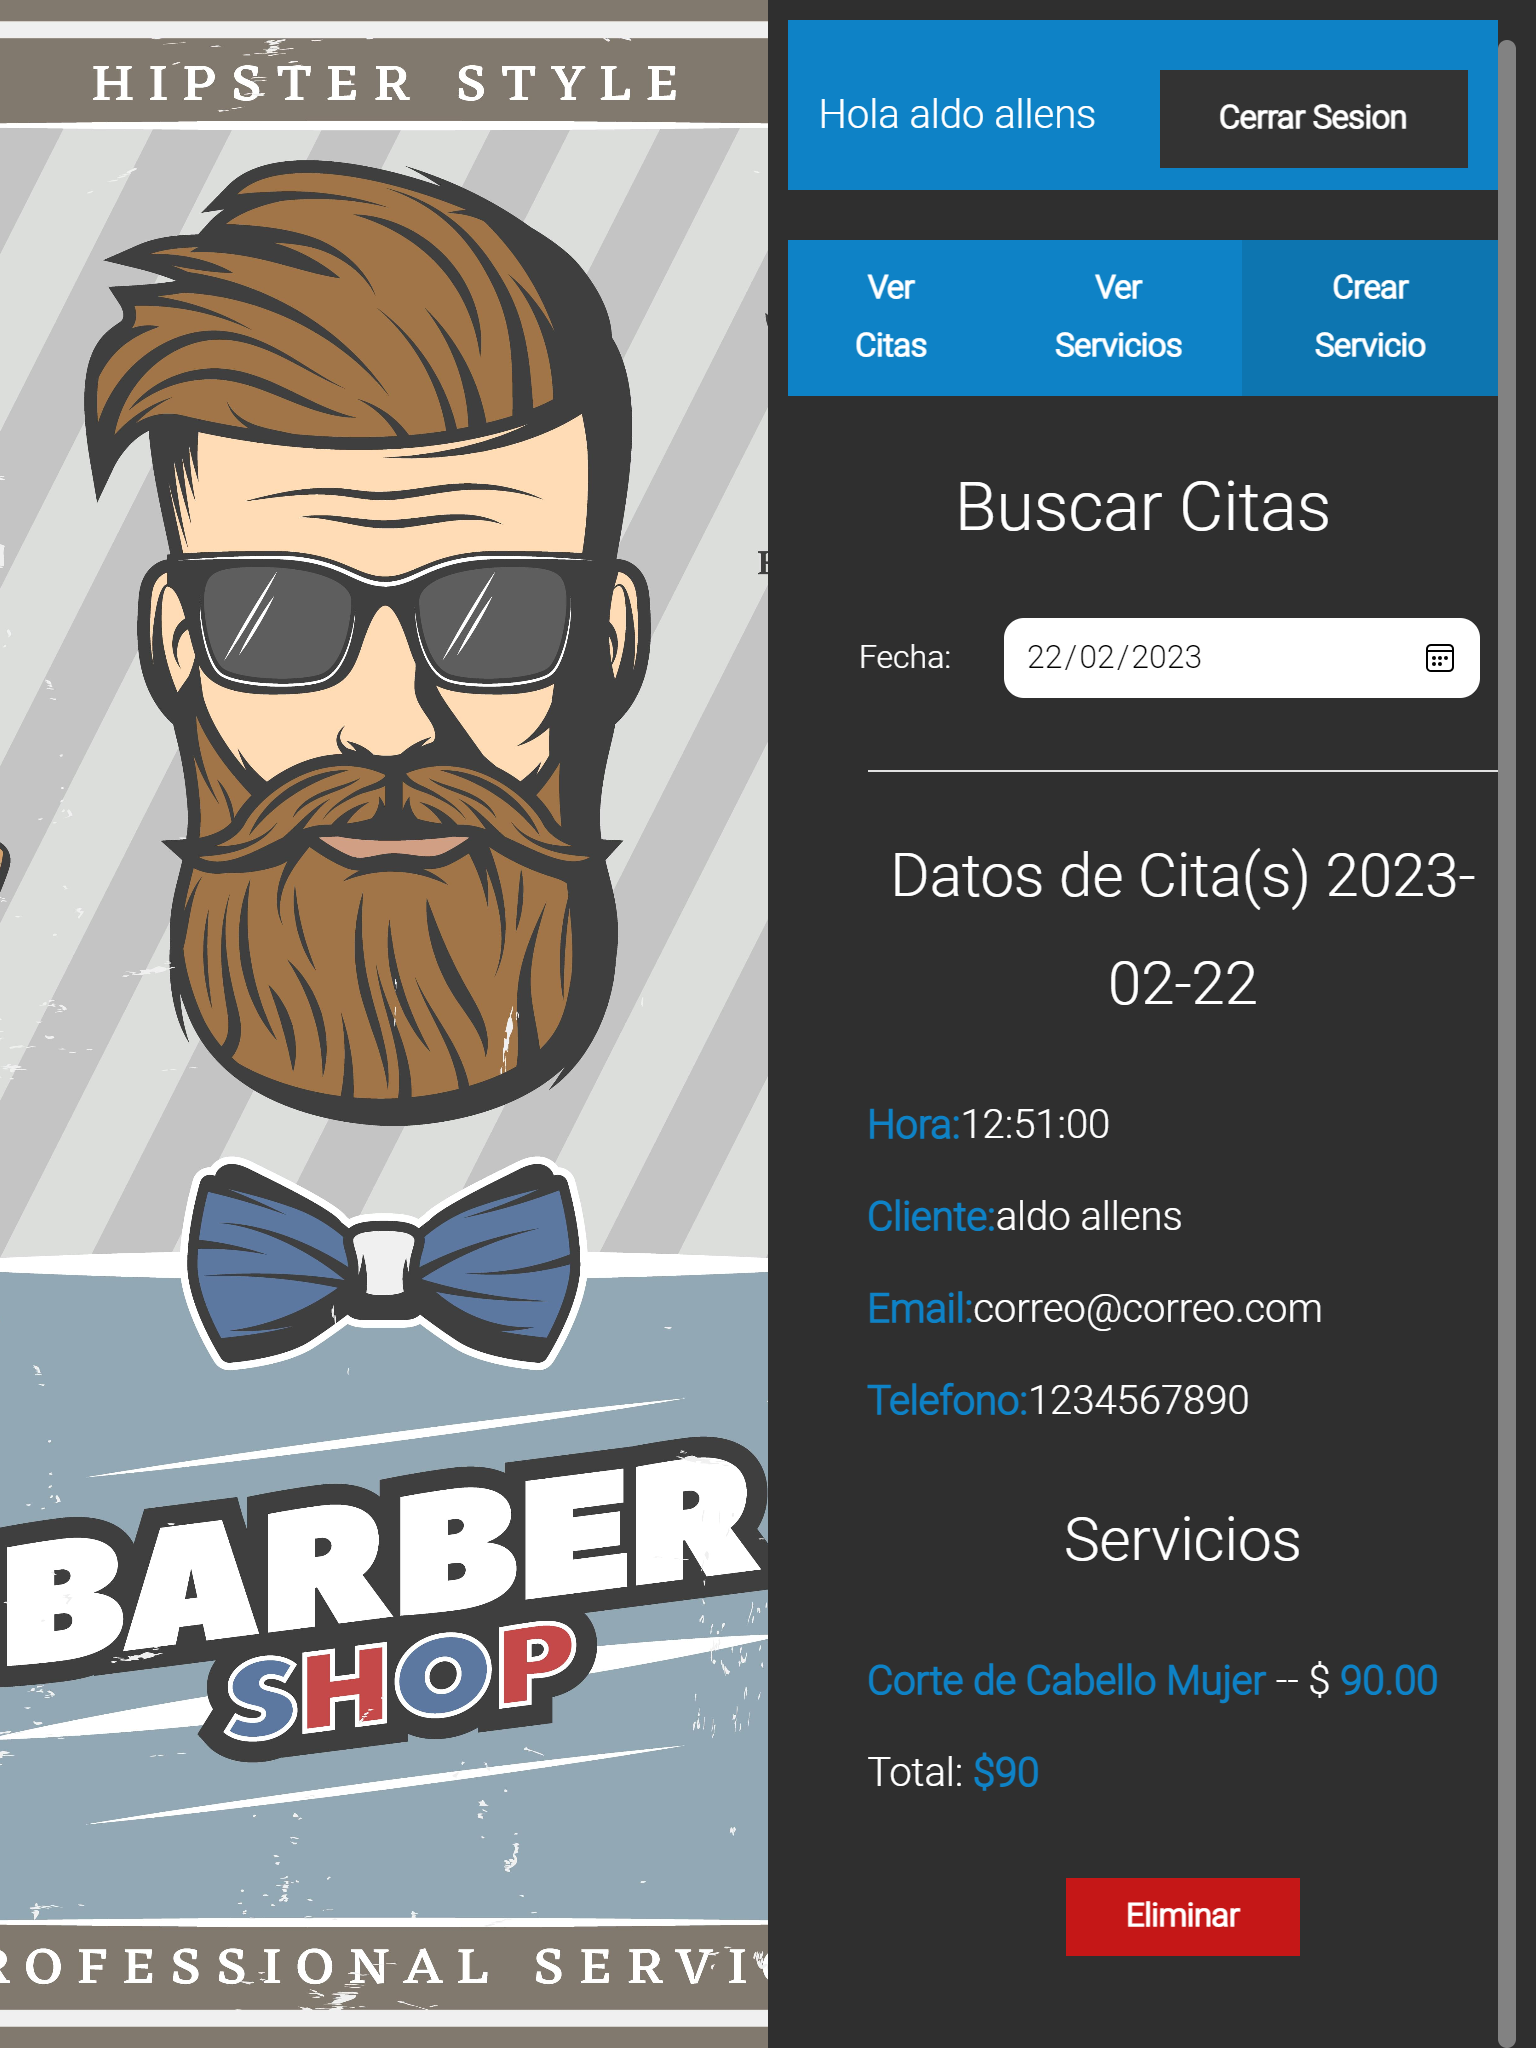 HIPSTER STYLE
BARBER
SHOP
ROFESSIONAL SERVI
Hola aldo allens
Cerrar Sesion
Ver
Citas
Ver
Servicios
Crear
Servicio
Buscar Citas
Fecha:
22/02/2023
Datos de Cita(s) 2023-
02-22
Hora:12:51:00
Cliente:aldo allens
Email:correo@correo.com
Telefono:1234567890
Servicios
Corte de Cabello Mujer -- $ 90.00
Total: $90
Eliminar